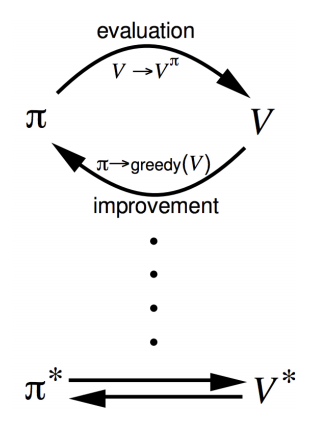 evaluation
V → V^π
π V
π → greedy(V)
improvement
π* V*